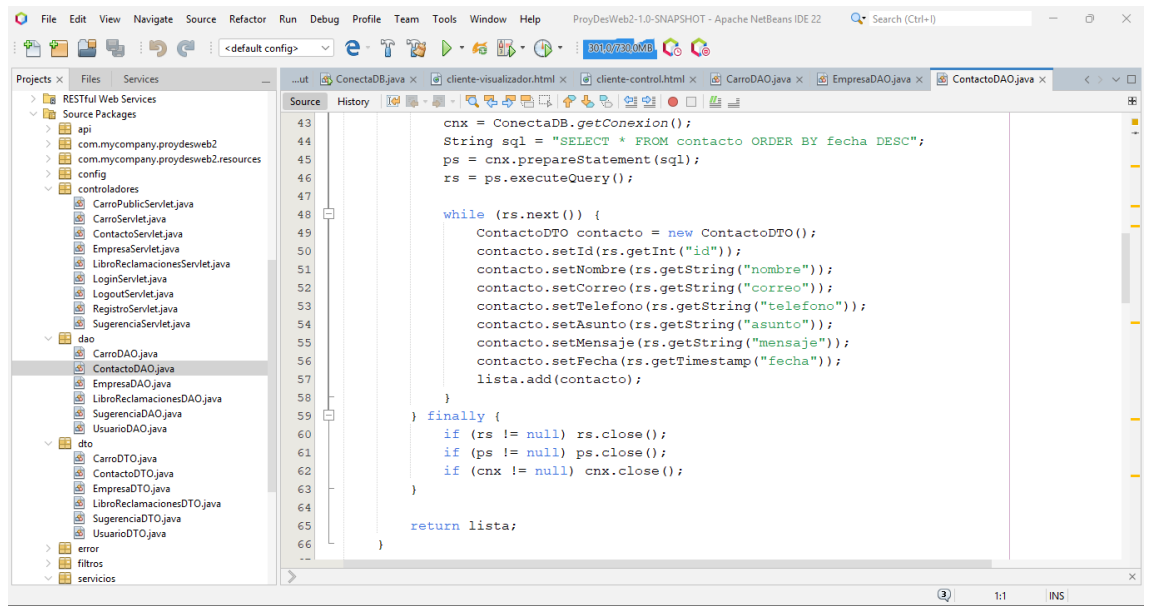 File Edit View Navigate Source Refactor Run Debug Profile Team Tools Window Help ProyDesWeb2-1.0-SNAPSHOT - Apache NetBeans IDE 22 Search (Ctrl+I)
<default config> 301,0/730,0MB
Projects × Files Services
...ut ConectaDB.java × cliente-visualizador.html × cliente-control.html × CarroDAO.java × EmpresaDAO.java × ContactoDAO.java ×
Source History
RESTful Web Services
Source Packages
api
com.mycompany.proydesweb2
com.mycompany.proydesweb2.resources
config
controladores
CarroPublicServlet.java
CarroServlet.java
ContactoServlet.java
EmpresaServlet.java
LibroReclamacionesServlet.java
LoginServlet.java
LogoutServlet.java
RegistroServlet.java
SugerenciaServlet.java
dao
CarroDAO.java
ContactoDAO.java
EmpresaDAO.java
LibroReclamacionesDAO.java
SugerenciaDAO.java
UsuarioDAO.java
dto
CarroDTO.java
ContactoDTO.java
EmpresaDTO.java
LibroReclamacionesDTO.java
SugerenciaDTO.java
UsuarioDTO.java
error
filtros
servicios
43 cnx = ConectaDB.getConexion();
44 String sql = "SELECT * FROM contacto ORDER BY fecha DESC";
45 ps = cnx.prepareStatement(sql);
46 rs = ps.executeQuery();
47
48 while (rs.next()) {
49 ContactoDTO contacto = new ContactoDTO();
50 contacto.setId(rs.getInt("id"));
51 contacto.setNombre(rs.getString("nombre"));
52 contacto.setCorreo(rs.getString("correo"));
53 contacto.setTelefono(rs.getString("telefono"));
54 contacto.setAsunto(rs.getString("asunto"));
55 contacto.setMensaje(rs.getString("mensaje"));
56 contacto.setFecha(rs.getTimestamp("fecha"));
57 lista.add(contacto);
58 }
59 } finally {
60 if (rs != null) rs.close();
61 if (ps != null) ps.close();
62 if (cnx != null) cnx.close();
63 }
64
65 return lista;
66 }
3 1:1 INS